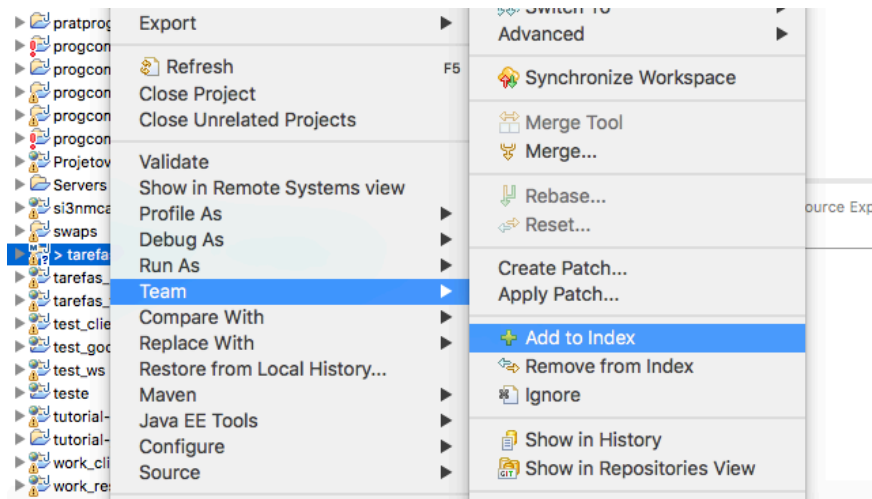 pratprog
progcon
progcon
progcon
progcon
progcon
Projetov
Servers
si3nmca
swaps
> tarefa
tarefas_
tarefas_
test_clie
test_goo
test_ws
teste
tutorial-
tutorial-
work_cli
work_re
Export
Refresh F5
Close Project
Close Unrelated Projects
Validate
Show in Remote Systems view
Profile As
Debug As
Run As
Team
Compare With
Replace With
Restore from Local History...
Maven
Java EE Tools
Configure
Source
Switch To
Advanced
Synchronize Workspace
Merge Tool
Merge...
Rebase...
Reset...
Create Patch...
Apply Patch...
Add to Index
Remove from Index
Ignore
Show in History
Show in Repositories View
ource Exp